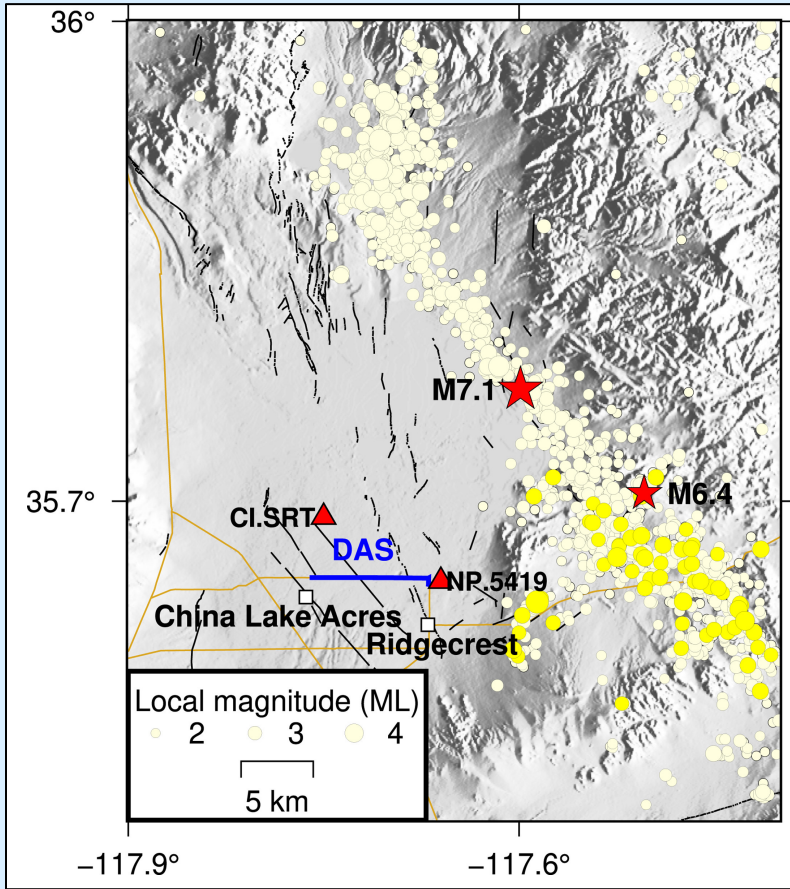 36°
M7.1
M6.4
35.7°
CI.SRT
DAS
NP.5419
China Lake Acres
Ridgecrest
Local magnitude (ML)
2 3 4
5 km
−117.9° −117.6°